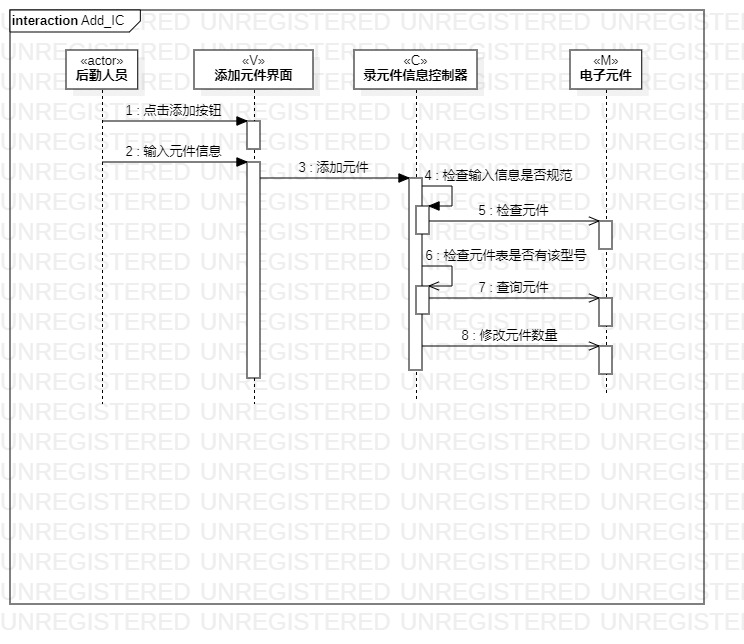 interaction Add_IC
«actor»
后勤人员
«V»
添加元件界面
«C»
录元件信息控制器
«M»
电子元件
1 : 点击添加按钮
2 : 输入元件信息
3 : 添加元件
4 : 检查输入信息是否规范
5 : 检查元件
6 : 检查元件表是否有该型号
7 : 查询元件
8 : 修改元件数量
UNREGISTERED